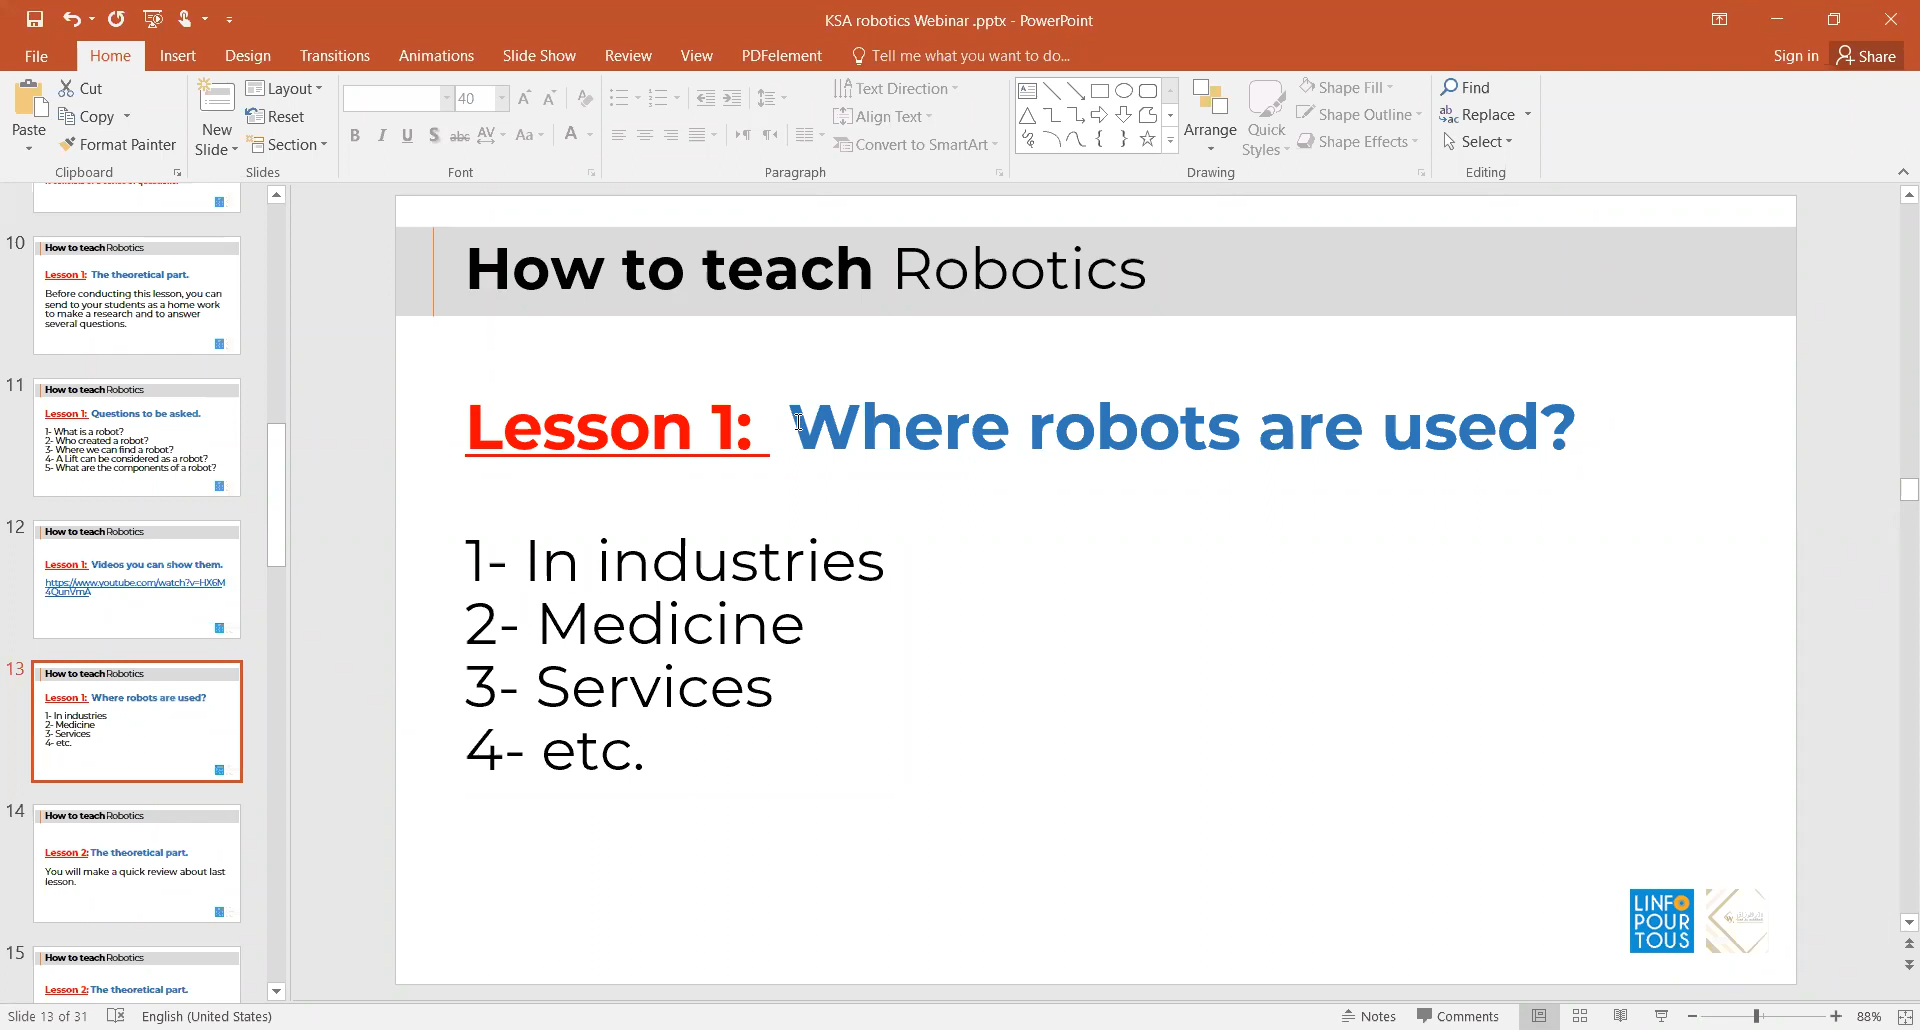 KSA robotics Webinar .pptx - PowerPoint
File Home Insert Design Transitions Animations Slide Show Review View PDFelement Tell me what you want to do... Sign in Share
Paste
Cut
Copy
Format Painter
Clipboard
New Slide
Layout
Reset
Section
Slides
40
B I U S abc AV Aa A
Font
Text Direction
Align Text
Convert to SmartArt
Paragraph
Arrange
Quick Styles
Shape Fill
Shape Outline
Shape Effects
Drawing
Find
Replace
Select
Editing
10
How to teach Robotics
Lesson 1: The theoretical part.
Before conducting this lesson, you can
send to your students as a home work
to make a research and to answer
several questions.
11
How to teach Robotics
Lesson 1: Questions to be asked.
1- What is a robot?
2- Who created a robot?
3- Where we can find a robot?
4- A Lift can be considered as a robot?
5- What are the components of a robot?
12
How to teach Robotics
Lesson 1: Videos you can show them.
https://www.youtube.com/watch?v=HX6M
4QunVmA
13
How to teach Robotics
Lesson 1: Where robots are used?
1- In industries
2- Medicine
3- Services
4- etc.
14
How to teach Robotics
Lesson 2: The theoretical part.
You will make a quick review about last
lesson.
15
How to teach Robotics
Lesson 2: The theoretical part.
How to teach Robotics
Lesson 1: Where robots are used?
1- In industries
2- Medicine
3- Services
4- etc.
LINFO
POUR
TOUS
Slide 13 of 31 English (United States) Notes Comments 88%